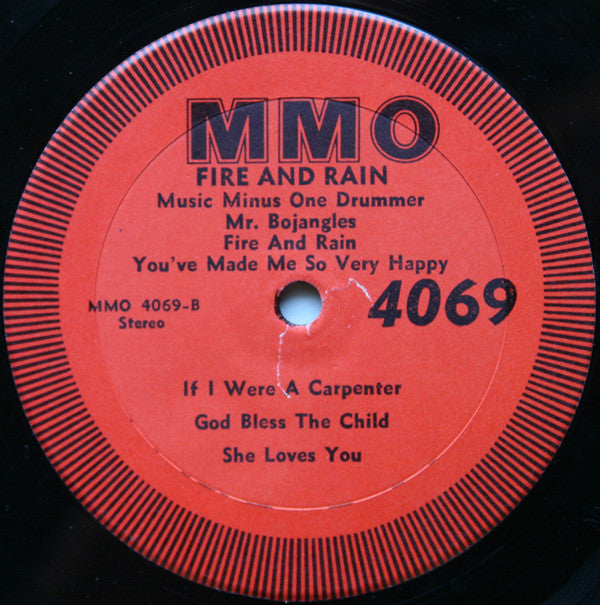 MMO
FIRE AND RAIN
Music Minus One Drummer
Mr. Bojangles
Fire And Rain
You've Made Me So Very Happy
MMO 4069-B
Stereo
4069
If I Were A Carpenter
God Bless The Child
She Loves You